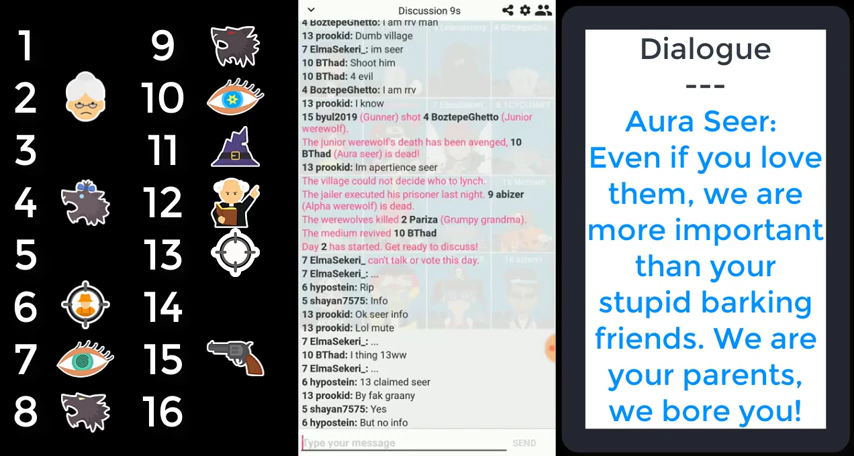 1
9
2
10
3
11
4
12
5
13
6
14
7
15
8
16
Discussion 9s
4 BoztepeGhetto: I am rrv man
13 prookid: Dumb village
7 ElmaSekeri_: im seer
10 BThad: Shoot him
10 BThad: 4 evil
4 BoztepeGhetto: I am rrv
13 prookid: I know
15 byul2019 (Gunner) shot 4 BoztepeGhetto (Junior
werewolf).
The junior werewolf's death has been avenged, 10
BThad (Aura seer) is dead!
13 prookid: Im apertience seer
The village could not decide who to lynch.
The jailer executed his prisoner last night. 9 abizer
(Alpha werewolf) is dead.
The werewolves killed 2 Pariza (Grumpy grandma).
The medium revived 10 BThad
Day 2 has started. Get ready to discuss!
7 ElmaSekeri_ can't talk or vote this day.
7 ElmaSekeri_: ...
6 hypostein: Rip
5 shayan7575: Info
13 prookid: Ok seer info
13 prookid: Lol mute
7 ElmaSekeri_: ...
10 BThad: I thing 13ww
7 ElmaSekeri_: ...
6 hypostein: 13 claimed seer
13 prookid: By fak graany
5 shayan7575: Yes
6 hypostein: But no info
Type your message
SEND
Dialogue
---
Aura Seer:
Even if you love
them, we are
more important
than your
stupid barking
friends. We are
your parents,
we bore you!